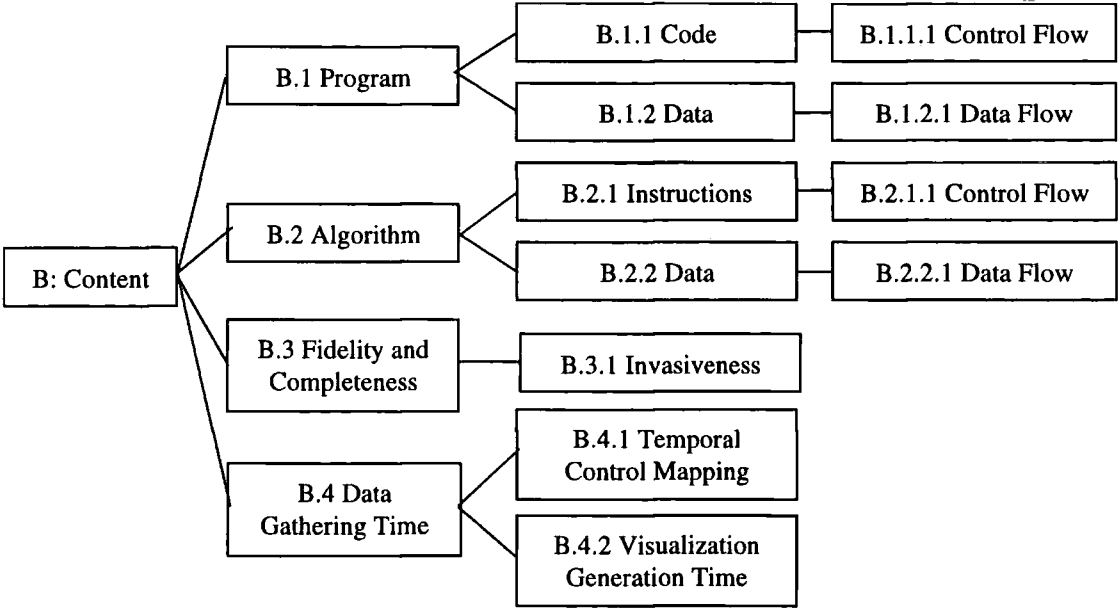 B: Content
B.1 Program
B.1.1 Code
B.1.1.1 Control Flow
B.1.2 Data
B.1.2.1 Data Flow
B.2 Algorithm
B.2.1 Instructions
B.2.1.1 Control Flow
B.2.2 Data
B.2.2.1 Data Flow
B.3 Fidelity and
Completeness
B.3.1 Invasiveness
B.4 Data
Gathering Time
B.4.1 Temporal
Control Mapping
B.4.2 Visualization
Generation Time